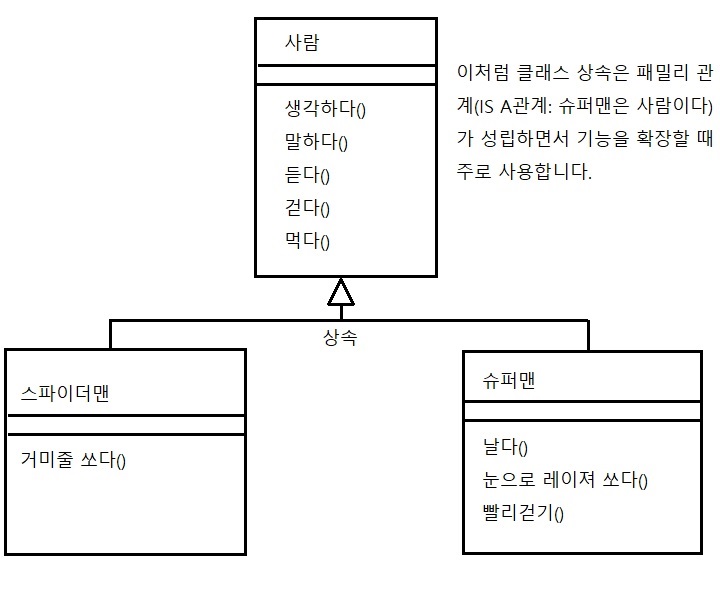 사람
이처럼 클래스 상속은 패밀리 관
계(IS A관계: 슈퍼맨은 사람이다)
가 성립하면서 기능을 확장할 때
주로 사용합니다.
생각하다()
말하다()
듣다()
걷다()
먹다()
상속
스파이더맨
거미줄 쏘다()
슈퍼맨
날다()
눈으로 레이져 쏘다()
빨리걷기()